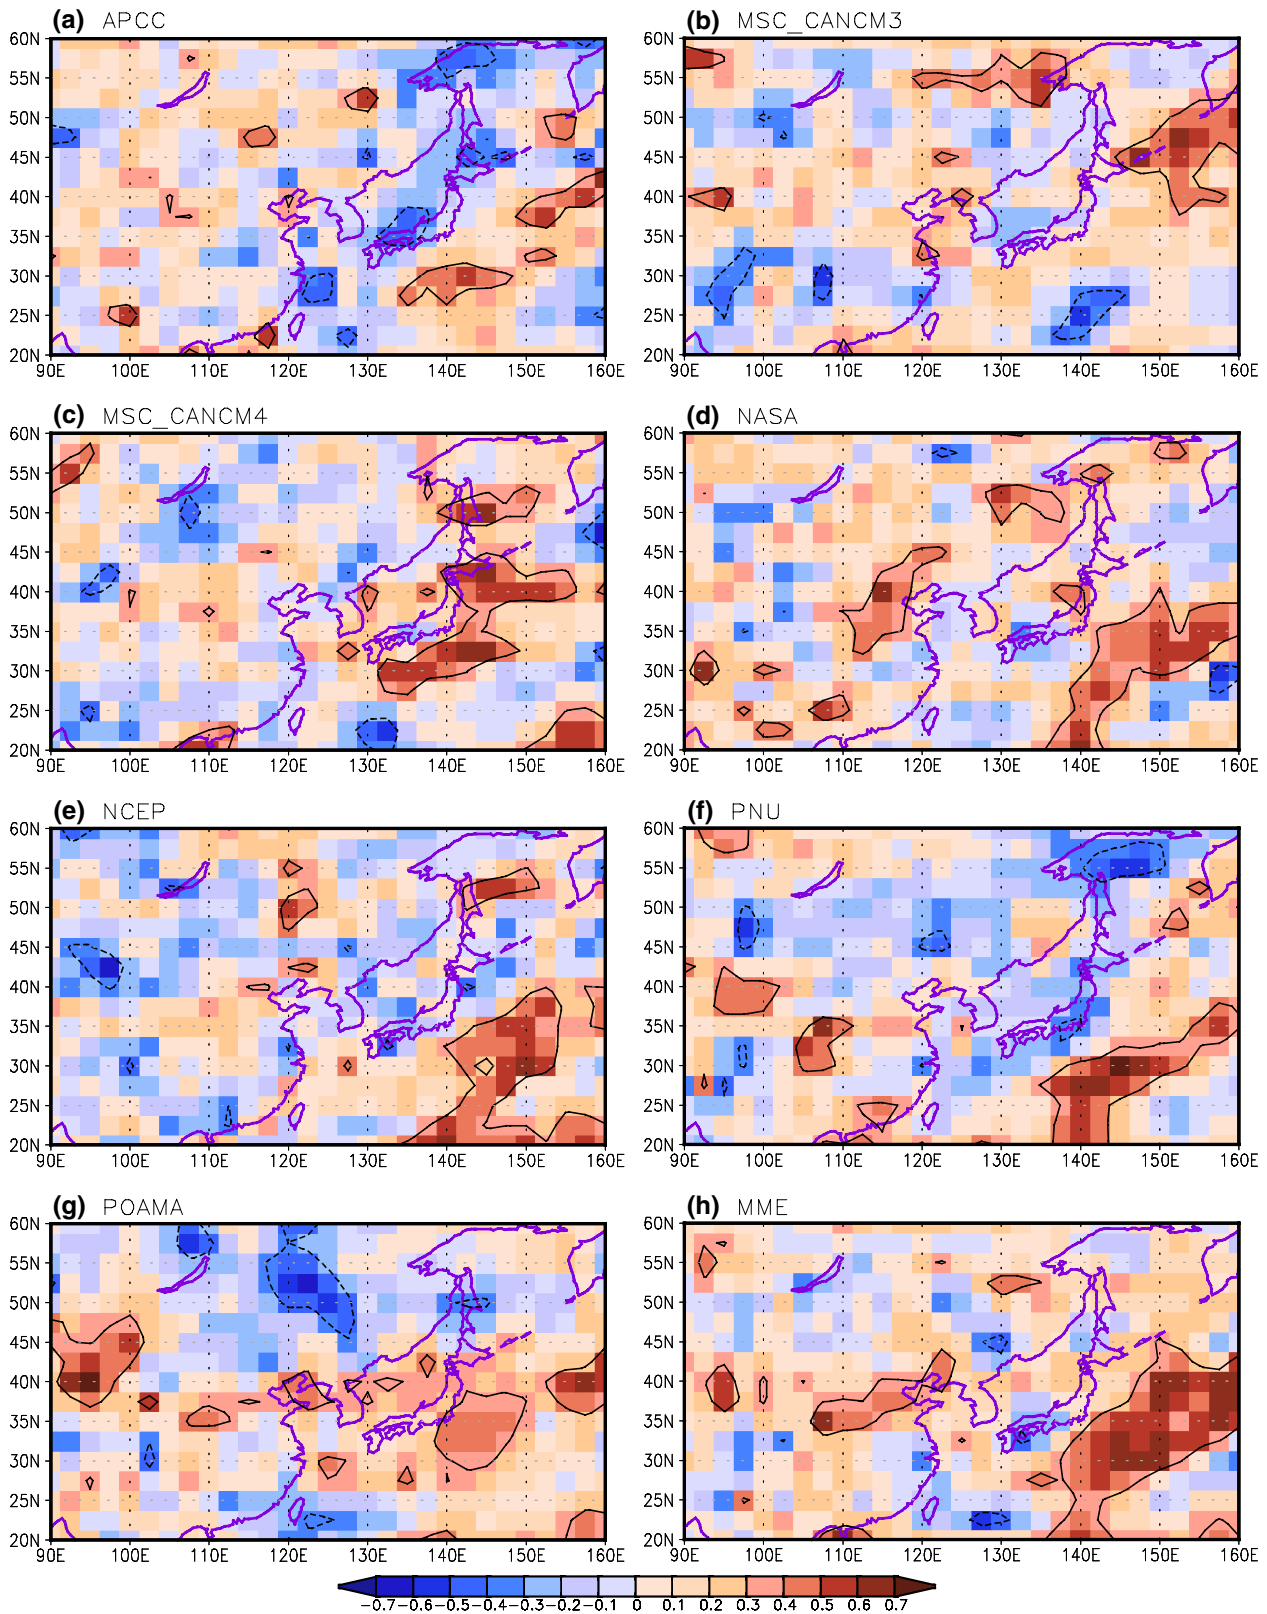 (a) APCC
(b) MSC_CANCM3
60N 55N 50N 45N 40N 35N 30N 25N 20N
90E 100E 110E 120E 130E 140E 150E 160E
60N 55N 50N 45N 40N 35N 30N 25N 20N
90E 100E 110E 120E 130E 140E 150E 160E
(c) MSC_CANCM4
(d) NASA
60N 55N 50N 45N 40N 35N 30N 25N 20N
90E 100E 110E 120E 130E 140E 150E 160E
60N 55N 50N 45N 40N 35N 30N 25N 20N
90E 100E 110E 120E 130E 140E 150E 160E
(e) NCEP
(f) PNU
60N 55N 50N 45N 40N 35N 30N 25N 20N
90E 100E 110E 120E 130E 140E 150E 160E
60N 55N 50N 45N 40N 35N 30N 25N 20N
90E 100E 110E 120E 130E 140E 150E 160E
(g) POAMA
(h) MME
60N 55N 50N 45N 40N 35N 30N 25N 20N
90E 100E 110E 120E 130E 140E 150E 160E
60N 55N 50N 45N 40N 35N 30N 25N 20N
90E 100E 110E 120E 130E 140E 150E 160E
-0.7 -0.6 -0.5 -0.4 -0.3 -0.2 -0.1 0 0.1 0.2 0.3 0.4 0.5 0.6 0.7